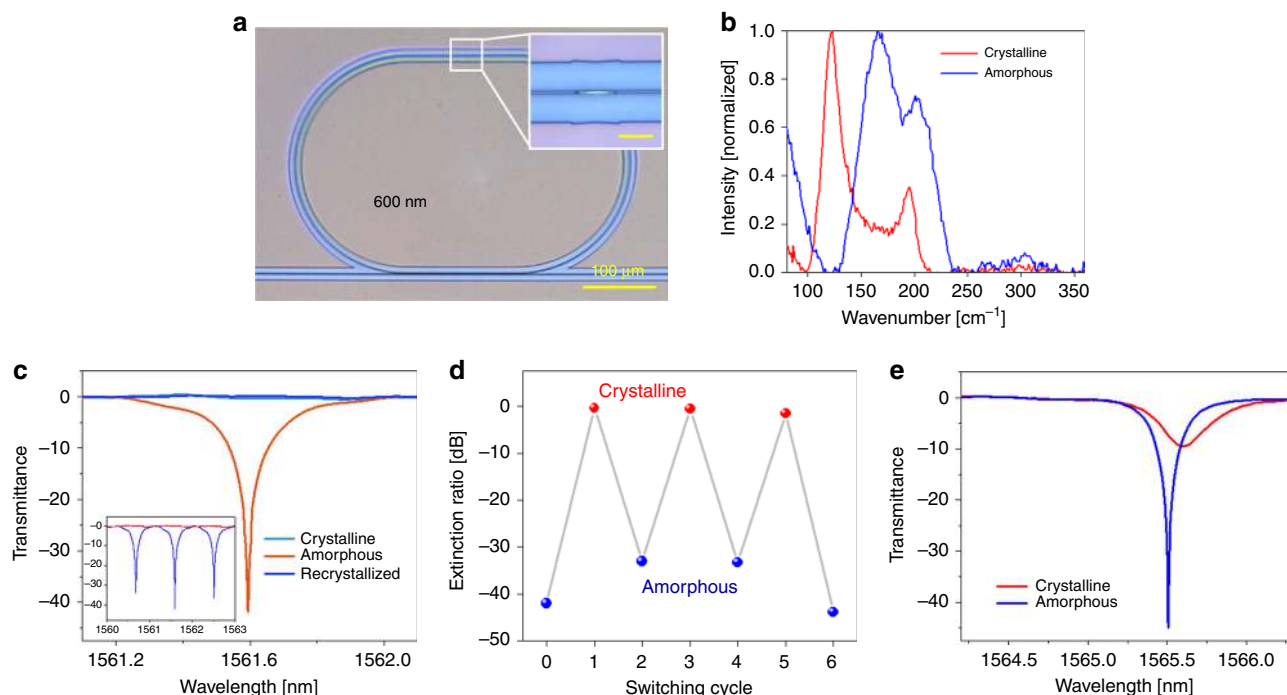 a
600 nm
100 µm
b
Intensity [normalized]
1.0
0.8
0.6
0.4
0.2
0.0
Crystalline
Amorphous
100 150 200 250 300 350
Wavenumber [cm⁻¹]
c
Transmittance
0
−10
−20
−30
−40
Crystalline
Amorphous
Recrystallized
−0
−10
−20
−30
−40
1560 1561 1562 1563
1561.2 1561.6 1562.0
Wavelength [nm]
d
Extinction ratio [dB]
0
−10
−20
−30
−40
−50
Crystalline
Amorphous
0 1 2 3 4 5 6
Switching cycle
e
Transmittance
0
−10
−20
−30
−40
Crystalline
Amorphous
1564.5 1565.0 1565.5 1566.0
Wavelength [nm]